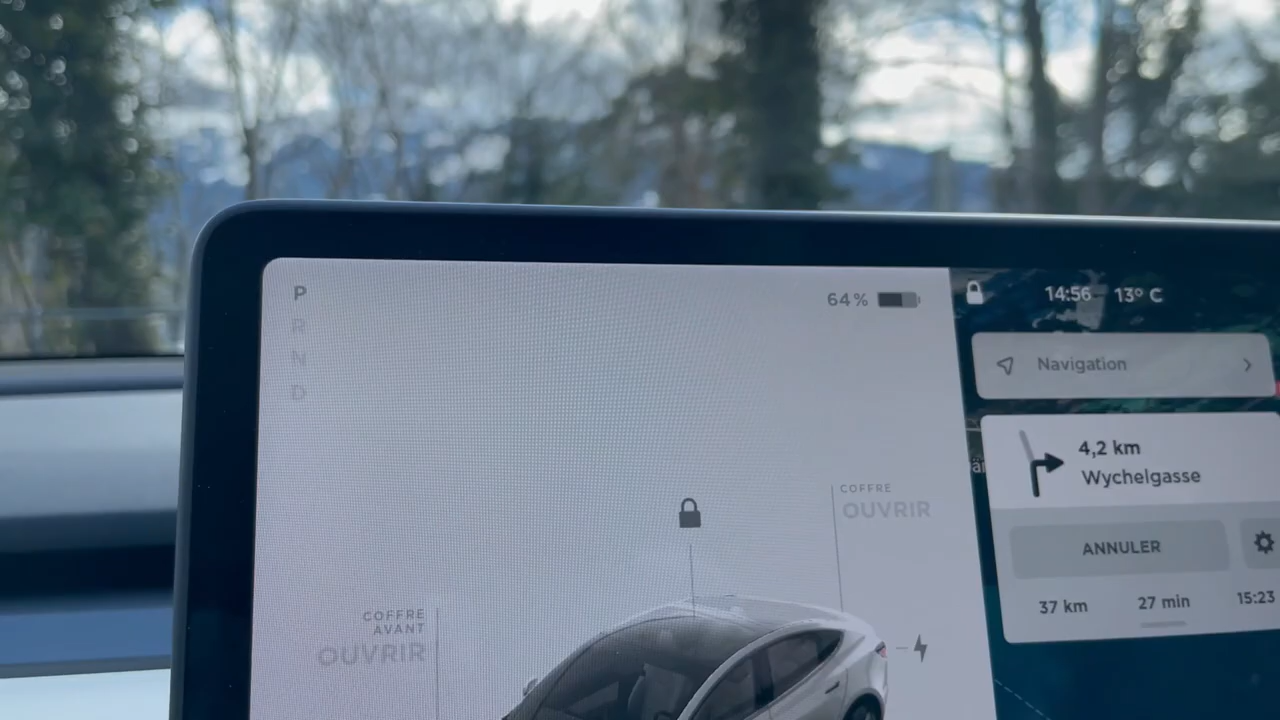 P
R
N
D
64%
14:56 13° C
Navigation
4,2 km
Wychelgasse
ANNULER
37 km 27 min 15:23
COFFRE
OUVRIR
COFFRE
AVANT
OUVRIR